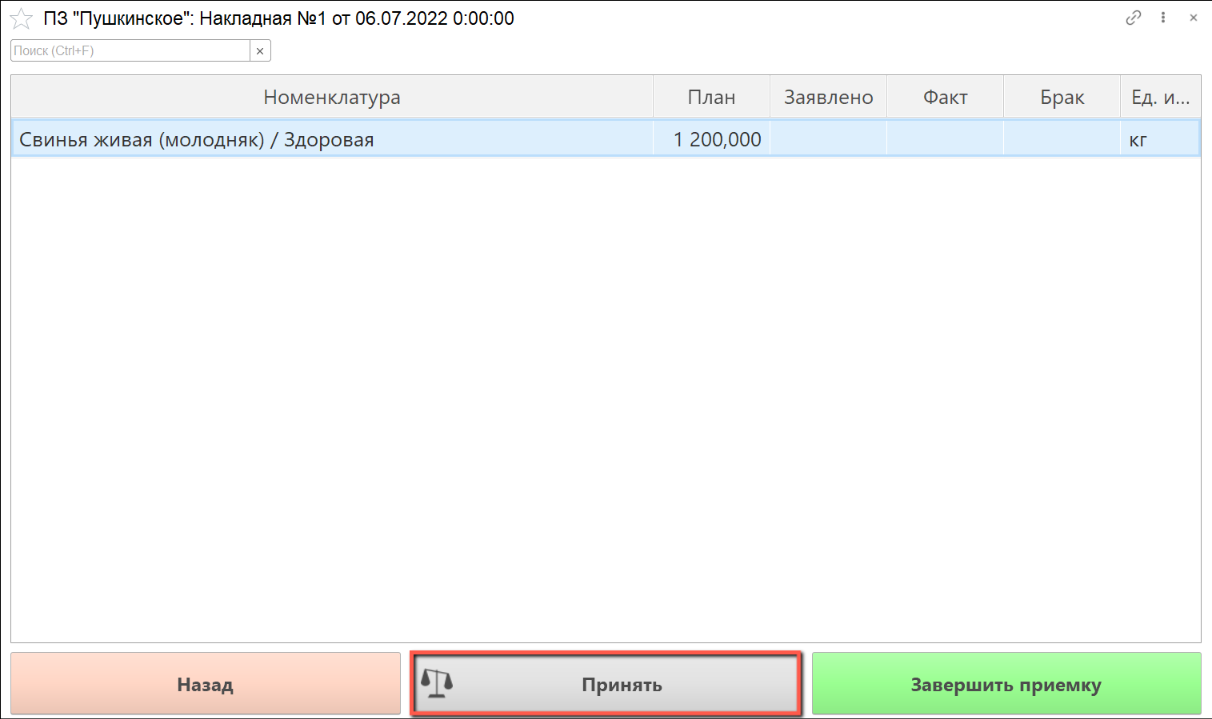 ПЗ "Пушкинское": Накладная №1 от 06.07.2022 0:00:00
Поиск (Ctrl+F)
Номенклатура План Заявлено Факт Брак Ед. и...
Свинья живая (молодняк) / Здоровая 1 200,000 кг
Назад Принять Завершить приемку